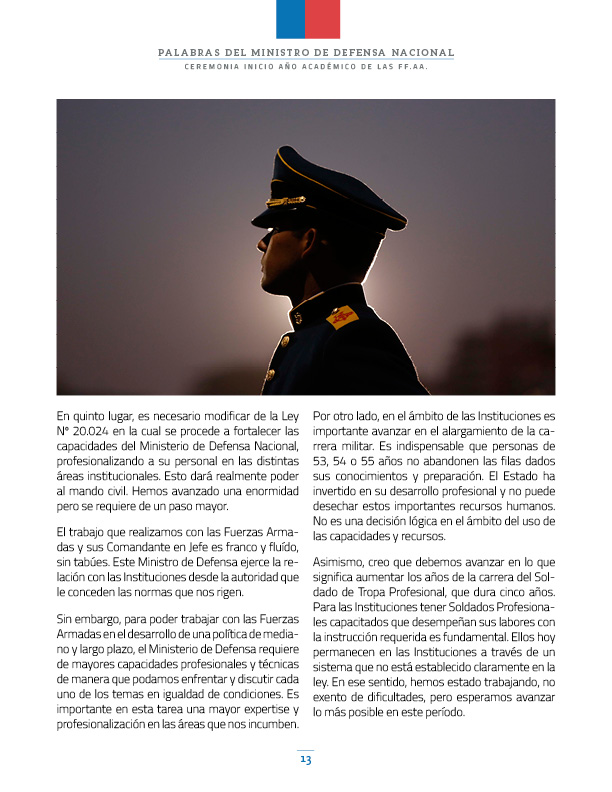 PALABRAS DEL MINISTRO DE DEFENSA NACIONAL
CEREMONIA INICIO AÑO ACADÉMICO DE LAS FF.AA.
En quinto lugar, es necesario modificar de la Ley
Nº 20.024 en la cual se procede a fortalecer las
capacidades del Ministerio de Defensa Nacional,
profesionalizando a su personal en las distintas
áreas institucionales. Esto dará realmente poder
al mando civil. Hemos avanzado una enormidad
pero se requiere de un paso mayor.
El trabajo que realizamos con las Fuerzas Arma-
das y sus Comandante en Jefe es franco y fluído,
sin tabúes. Este Ministro de Defensa ejerce la re-
lación con las Instituciones desde la autoridad que
le conceden las normas que nos rigen.
Sin embargo, para poder trabajar con las Fuerzas
Armadas en el desarrollo de una política de media-
no y largo plazo, el Ministerio de Defensa requiere
de mayores capacidades profesionales y técnicas
de manera que podamos enfrentar y discutir cada
uno de los temas en igualdad de condiciones. Es
importante en esta tarea una mayor expertise y
profesionalización en las áreas que nos incumben.
Por otro lado, en el ámbito de las Instituciones es
importante avanzar en el alargamiento de la ca-
rrera militar. Es indispensable que personas de
53, 54 o 55 años no abandonen las filas dados
sus conocimientos y preparación. El Estado ha
invertido en su desarrollo profesional y no puede
desechar estos importantes recursos humanos.
No es una decisión lógica en el ámbito del uso de
las capacidades y recursos.
Asimismo, creo que debemos avanzar en lo que
significa aumentar los años de la carrera del Sol-
dado de Tropa Profesional, que dura cinco años.
Para las Instituciones tener Soldados Profesiona-
les capacitados que desempeñan sus labores con
la instrucción requerida es fundamental. Ellos hoy
permanecen en las Instituciones a través de un
sistema que no está establecido claramente en la
ley. En ese sentido, hemos estado trabajando, no
exento de dificultades, pero esperamos avanzar
lo más posible en este período.
13